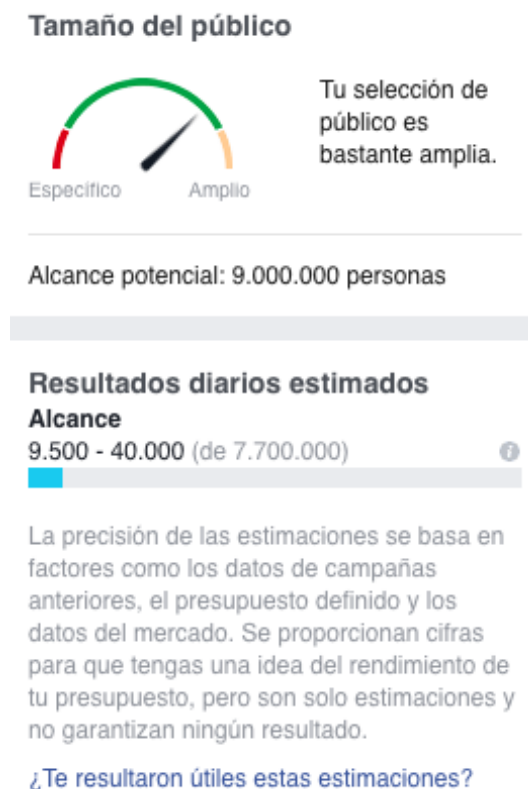 Tamaño del público
Tu selección de
público es
bastante amplia.
Específico
Amplio
Alcance potencial: 9.000.000 personas
Resultados diarios estimados
Alcance
9.500 - 40.000 (de 7.700.000)
La precisión de las estimaciones se basa en
factores como los datos de campañas
anteriores, el presupuesto definido y los
datos del mercado. Se proporcionan cifras
para que tengas una idea del rendimiento de
tu presupuesto, pero son solo estimaciones y
no garantizan ningún resultado.
¿Te resultaron útiles estas estimaciones?